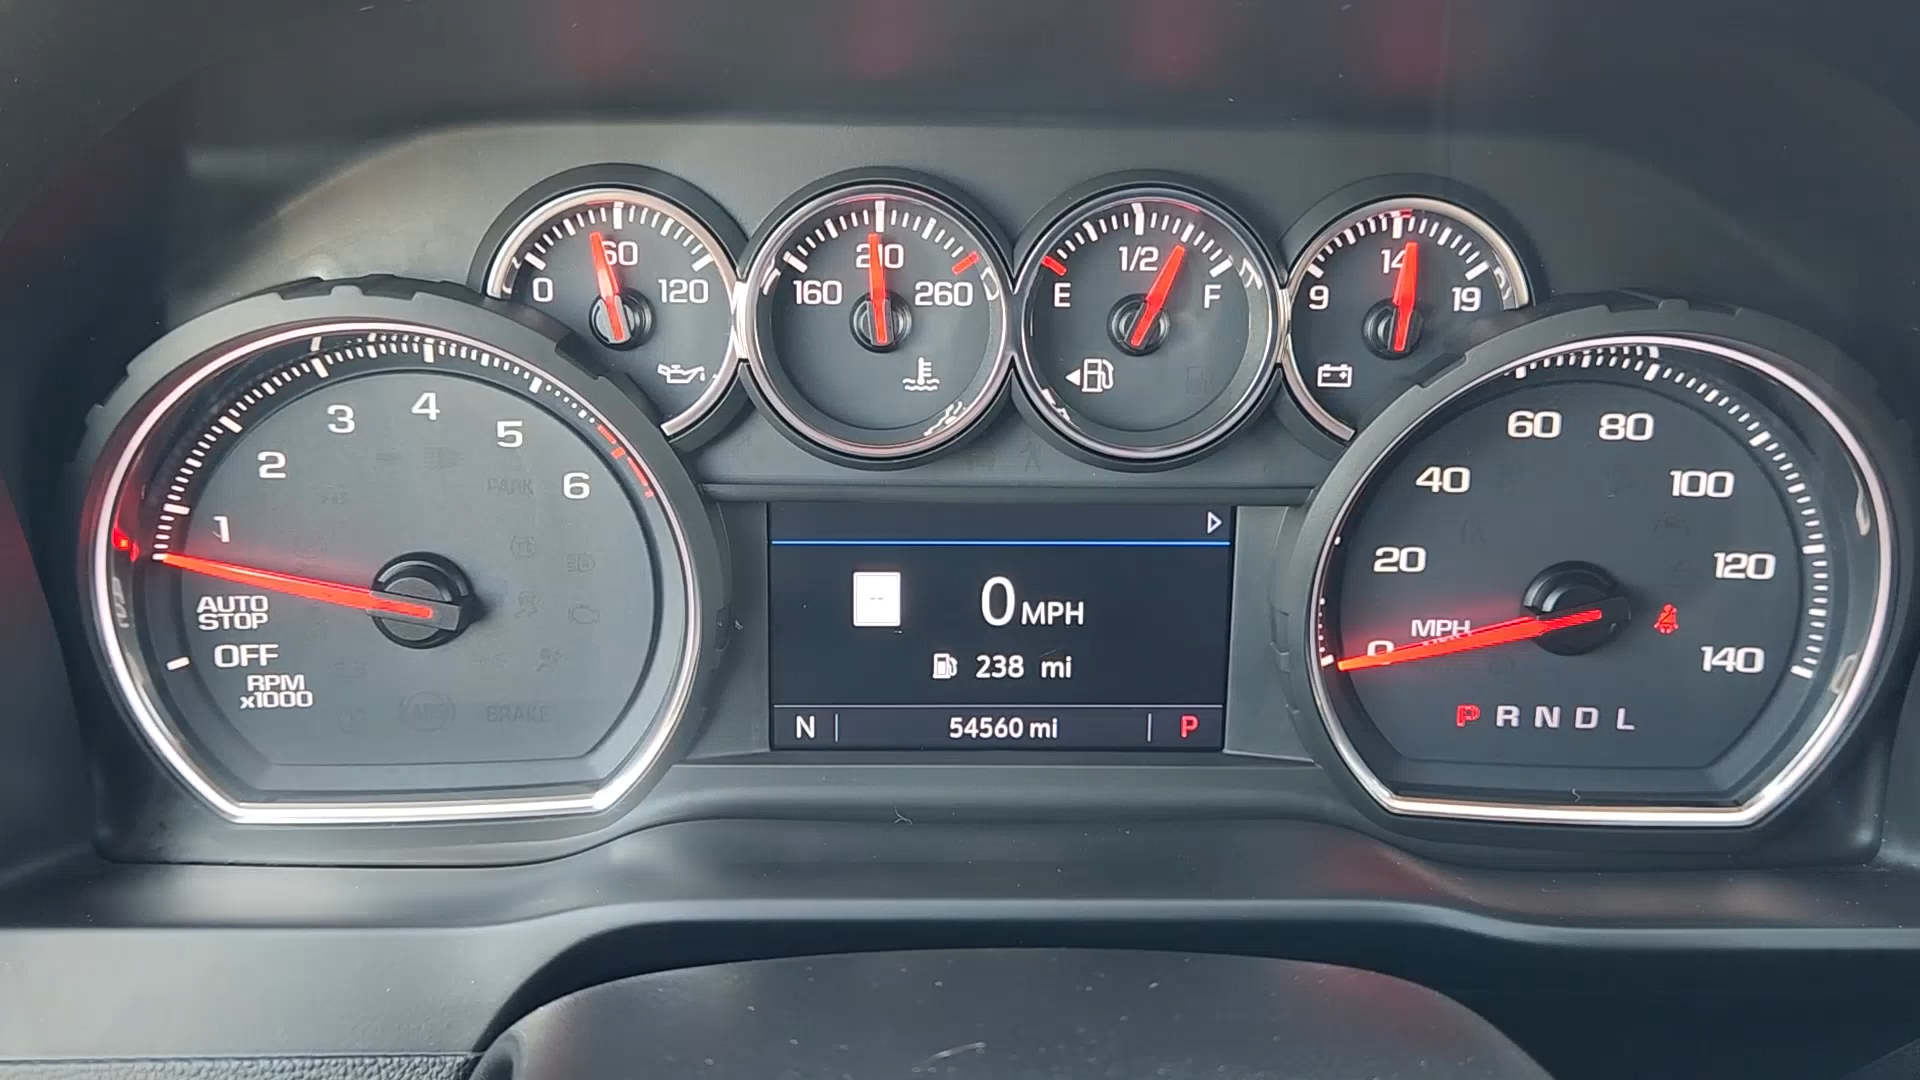 0 60 120
160 210 260
E 1/2 F
9 14 19
1 2 3 4 5 6
AUTO
STOP
OFF
RPM
x1000
PARK
ABS
BRAKE
-- 0 MPH
238 mi
N 54560 mi P
0 20 40 60 80 100 120 140
MPH
P R N D L